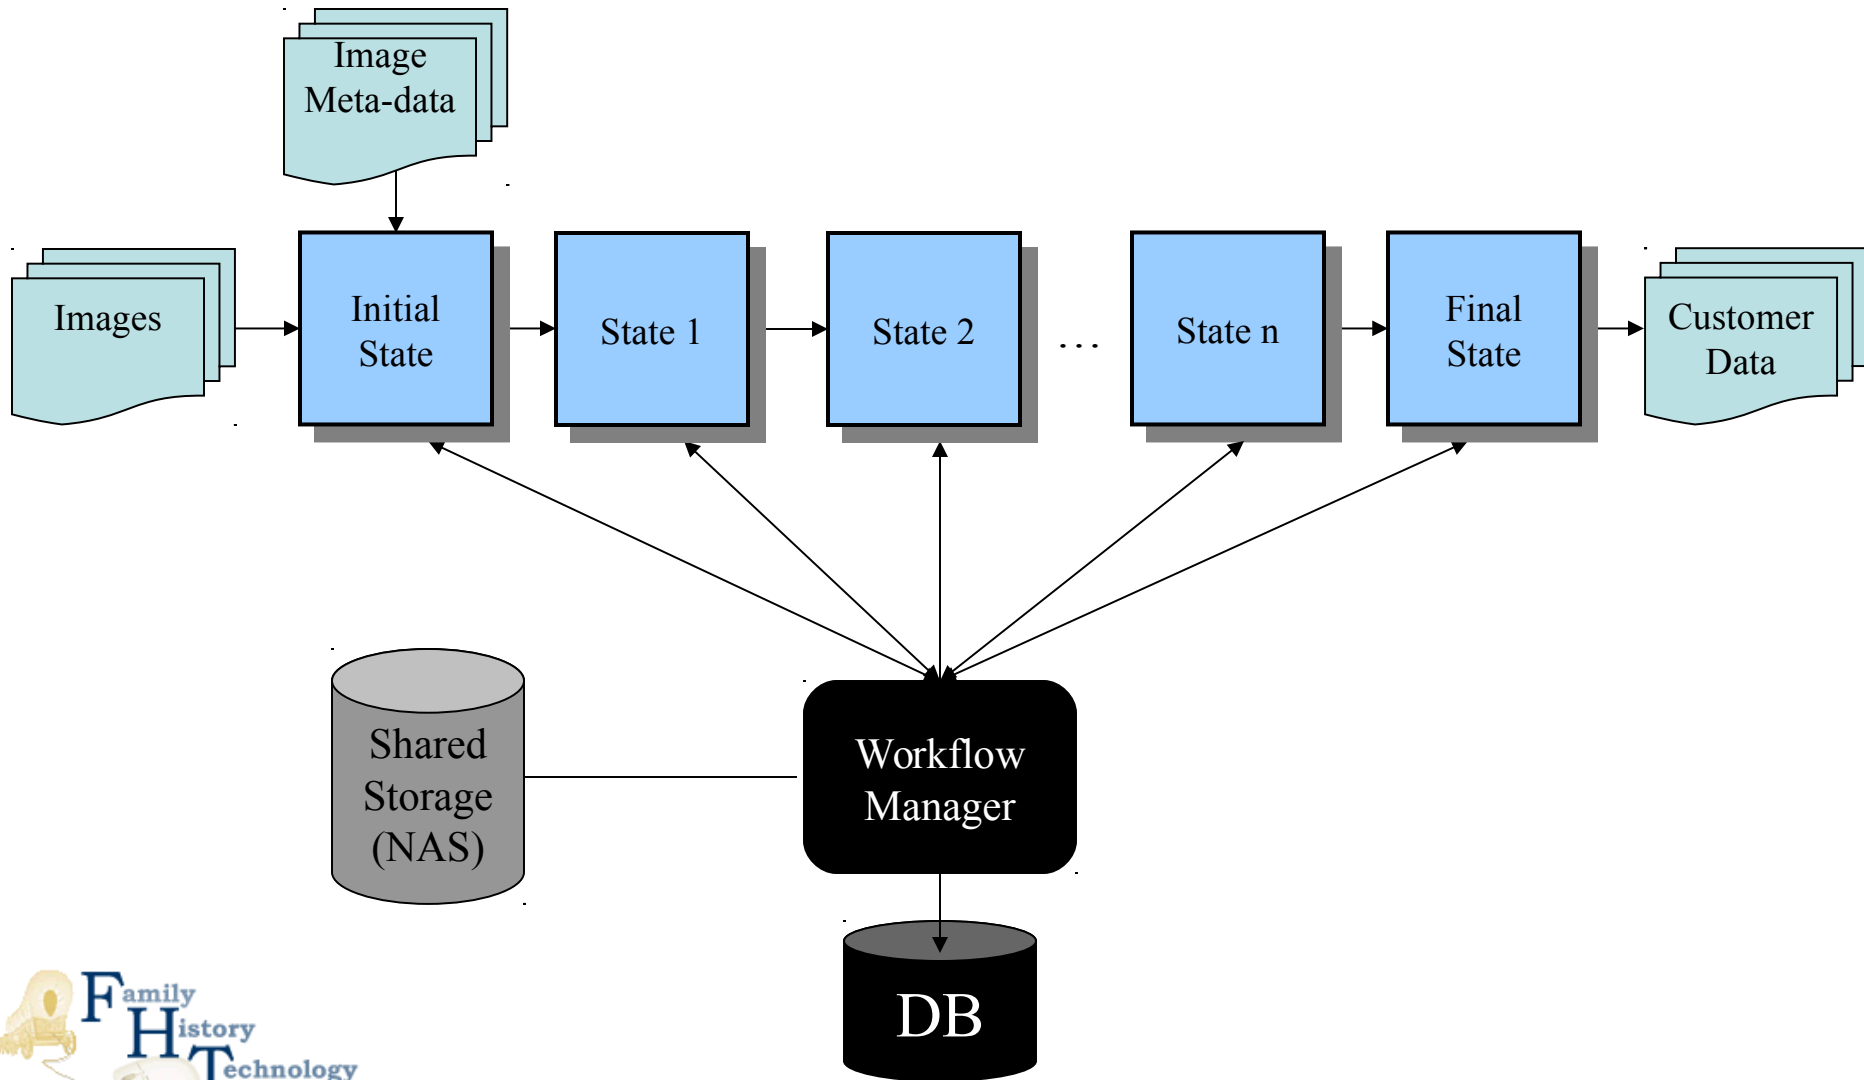 Image
Meta-data
Images
Initial
State
State 1
State 2
...
State n
Final
State
Customer
Data
Shared
Storage
(NAS)
Workflow
Manager
DB
Family
History
Technology